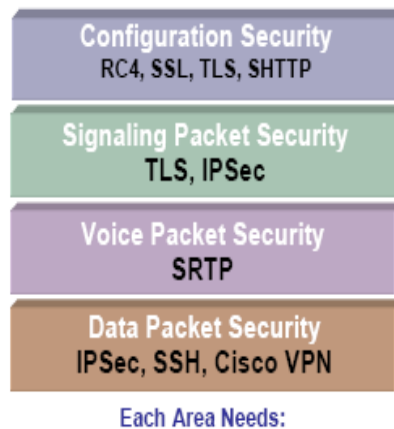 Configuration Security
RC4, SSL, TLS, SHTTP
Signaling Packet Security
TLS, IPSec
Voice Packet Security
SRTP
Data Packet Security
IPSec, SSH, Cisco VPN
Each Area Needs: